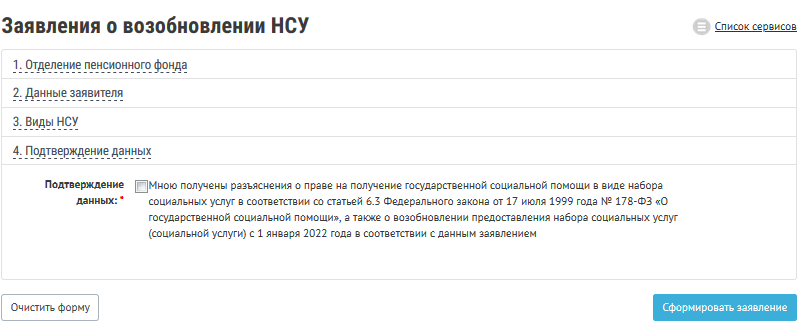 Заявления о возобновлении НСУ
Список сервисов
1. Отделение пенсионного фонда
2. Данные заявителя
3. Виды НСУ
4. Подтверждение данных
Подтверждение
данных: *
Мною получены разъяснения о праве на получение государственной социальной помощи в виде набора
социальных услуг в соответствии со статьей 6.3 Федерального закона от 17 июля 1999 года № 178-ФЗ «О
государственной социальной помощи», а также о возобновлении предоставления набора социальных услуг
(социальной услуги) с 1 января 2022 года в соответствии с данным заявлением
Очистить форму
Сформировать заявление